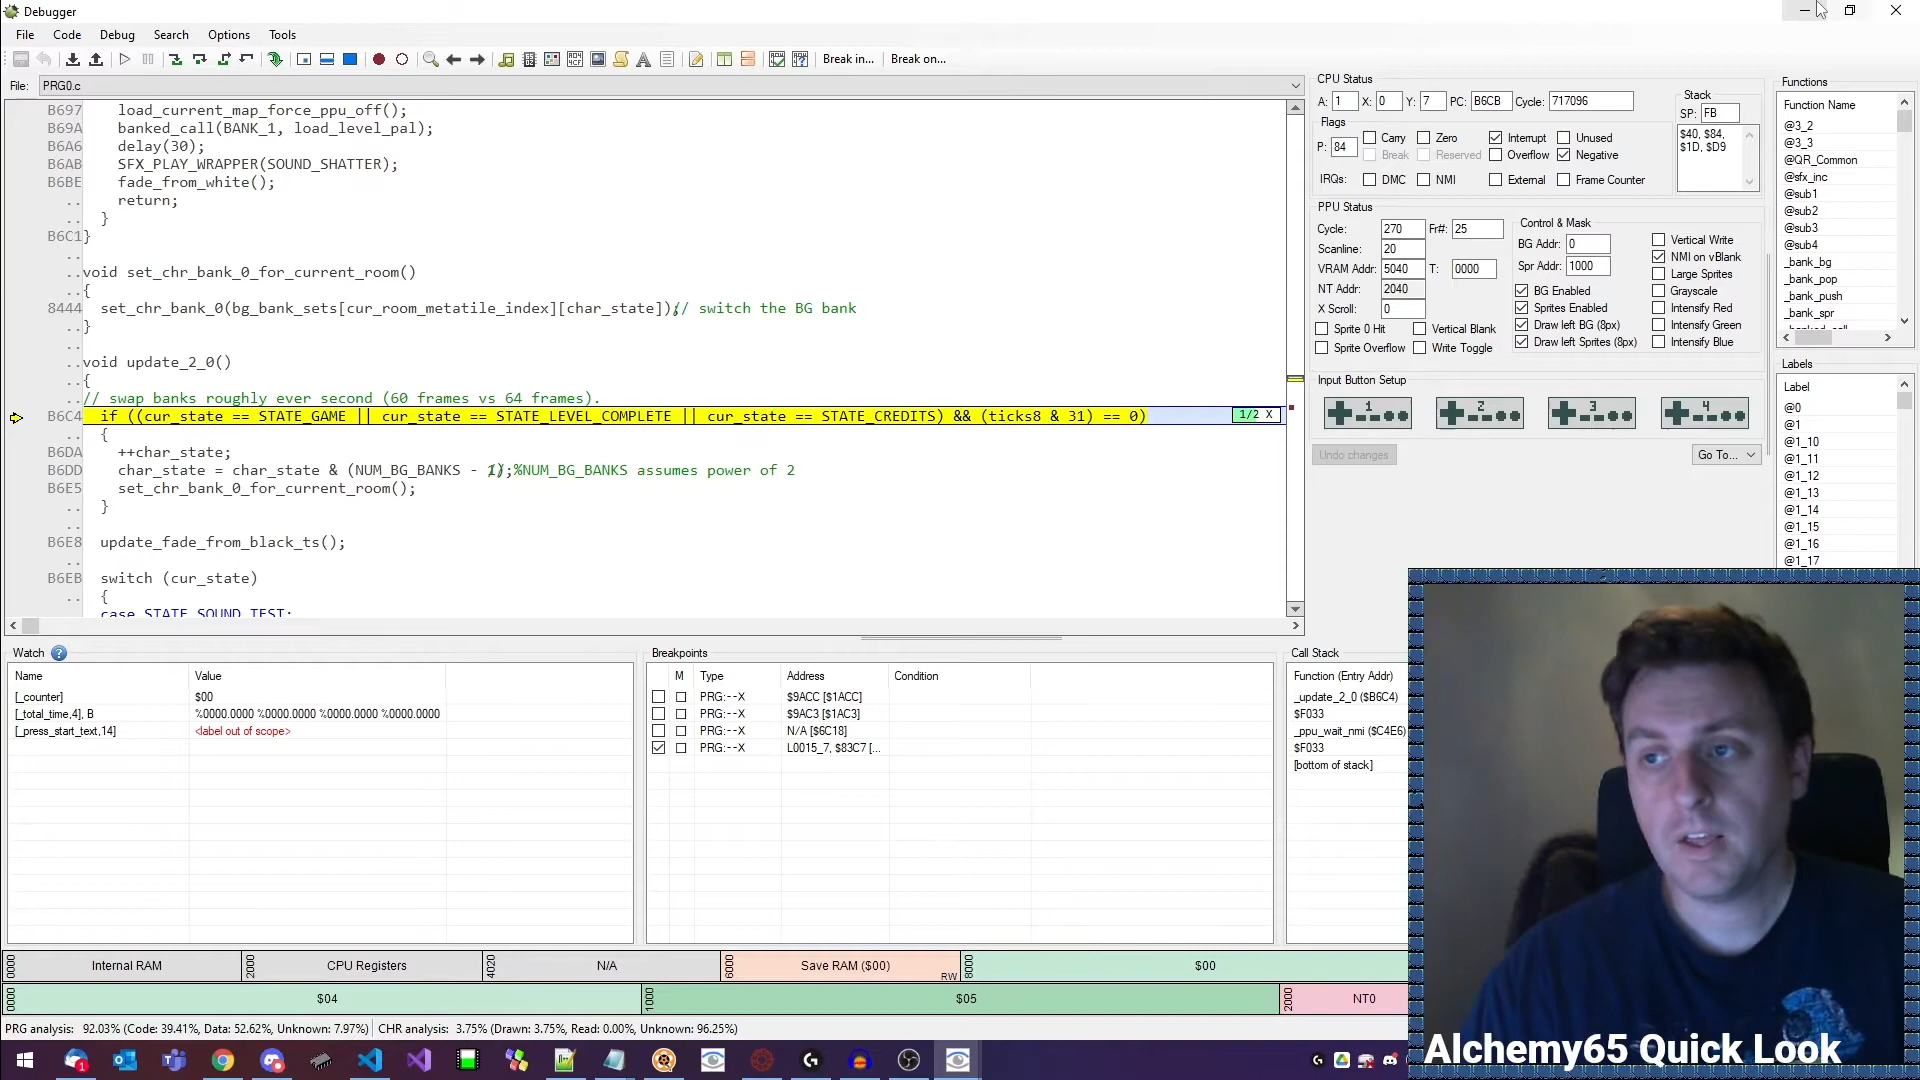 Debugger
File Code Debug Search Options Tools
Break in... Break on...
File: PRG0.c
B697 load_current_map_force_ppu_off();
B69A banked_call(BANK_1, load_level_pal);
B6A6 delay(30);
B6AB SFX_PLAY_WRAPPER(SOUND_SHATTER);
B6BE fade_from_white();
.. return;
.. }
B6C1 }
..
.. void set_chr_bank_0_for_current_room()
.. {
8444 set_chr_bank_0(bg_bank_sets[cur_room_metatile_index][char_state]); // switch the BG bank
.. }
..
.. void update_2_0()
.. {
.. // swap banks roughly ever second (60 frames vs 64 frames).
B6C4 if ((cur_state == STATE_GAME || cur_state == STATE_LEVEL_COMPLETE || cur_state == STATE_CREDITS) && (ticks8 & 31) == 0) 1/2 X
.. {
B6DA ++char_state;
B6DD char_state = char_state & (NUM_BG_BANKS - 1);%NUM_BG_BANKS assumes power of 2
B6E5 set_chr_bank_0_for_current_room();
.. }
..
B6E8 update_fade_from_black_ts();
..
B6EB switch (cur_state)
.. {
case STATE_SOUND_TEST:
CPU Status
A: 1 X: 0 Y: 7 PC: B6CB Cycle: 717096
Flags
P: 84 Carry Zero Interrupt Unused
Break Reserved Overflow Negative
IRQs: DMC NMI External Frame Counter
Stack
SP: FB
$40, $84,
$1D, $D9
PPU Status
Cycle: 270 Fr#: 25
Scanline: 20
VRAM Addr: 5040 T: 0000
NT Addr: 2040
X Scroll: 0
Sprite 0 Hit Vertical Blank
Sprite Overflow Write Toggle
Control & Mask
BG Addr: 0
Spr Addr: 1000
BG Enabled
Sprites Enabled
Draw left BG (8px)
Draw left Sprites (8px)
Vertical Write
NMI on vBlank
Large Sprites
Grayscale
Intensify Red
Intensify Green
Intensify Blue
Input Button Setup
1 2 3 4
Undo changes Go To...
Functions
Function Name
@3_2
@3_3
@QR_Common
@sfx_inc
@sub1
@sub2
@sub3
@sub4
_bank_bg
_bank_pop
_bank_push
_bank_spr
_banked_call
Labels
Label
@0
@1
@1_10
@1_11
@1_12
@1_13
@1_14
@1_15
@1_16
@1_17
Watch ?
Name Value
[_counter] $00
[_total_time,4], B %0000.0000 %0000.0000 %0000.0000 %0000.0000
[_press_start_text,14] <label out of scope>
Breakpoints
M Type Address Condition
PRG:--X $9ACC [$1ACC]
PRG:--X $9AC3 [$1AC3]
PRG:--X N/A [$6C18]
PRG:--X L0015_7, $83C7 [...
Call Stack
Function (Entry Addr)
_update_2_0 ($B6C4)
$F033
_ppu_wait_nmi ($C4E6)
$F033
[bottom of stack]
0000 Internal RAM 2000 CPU Registers 4020 N/A 6000 Save RAM ($00) RW 8000 $00
0000 $04 1000 $05 2000 NT0
PRG analysis: 92.03% (Code: 39.41%, Data: 52.62%, Unknown: 7.97%) CHR analysis: 3.75% (Drawn: 3.75%, Read: 0.00%, Unknown: 96.25%)
Alchemy65 Quick Look